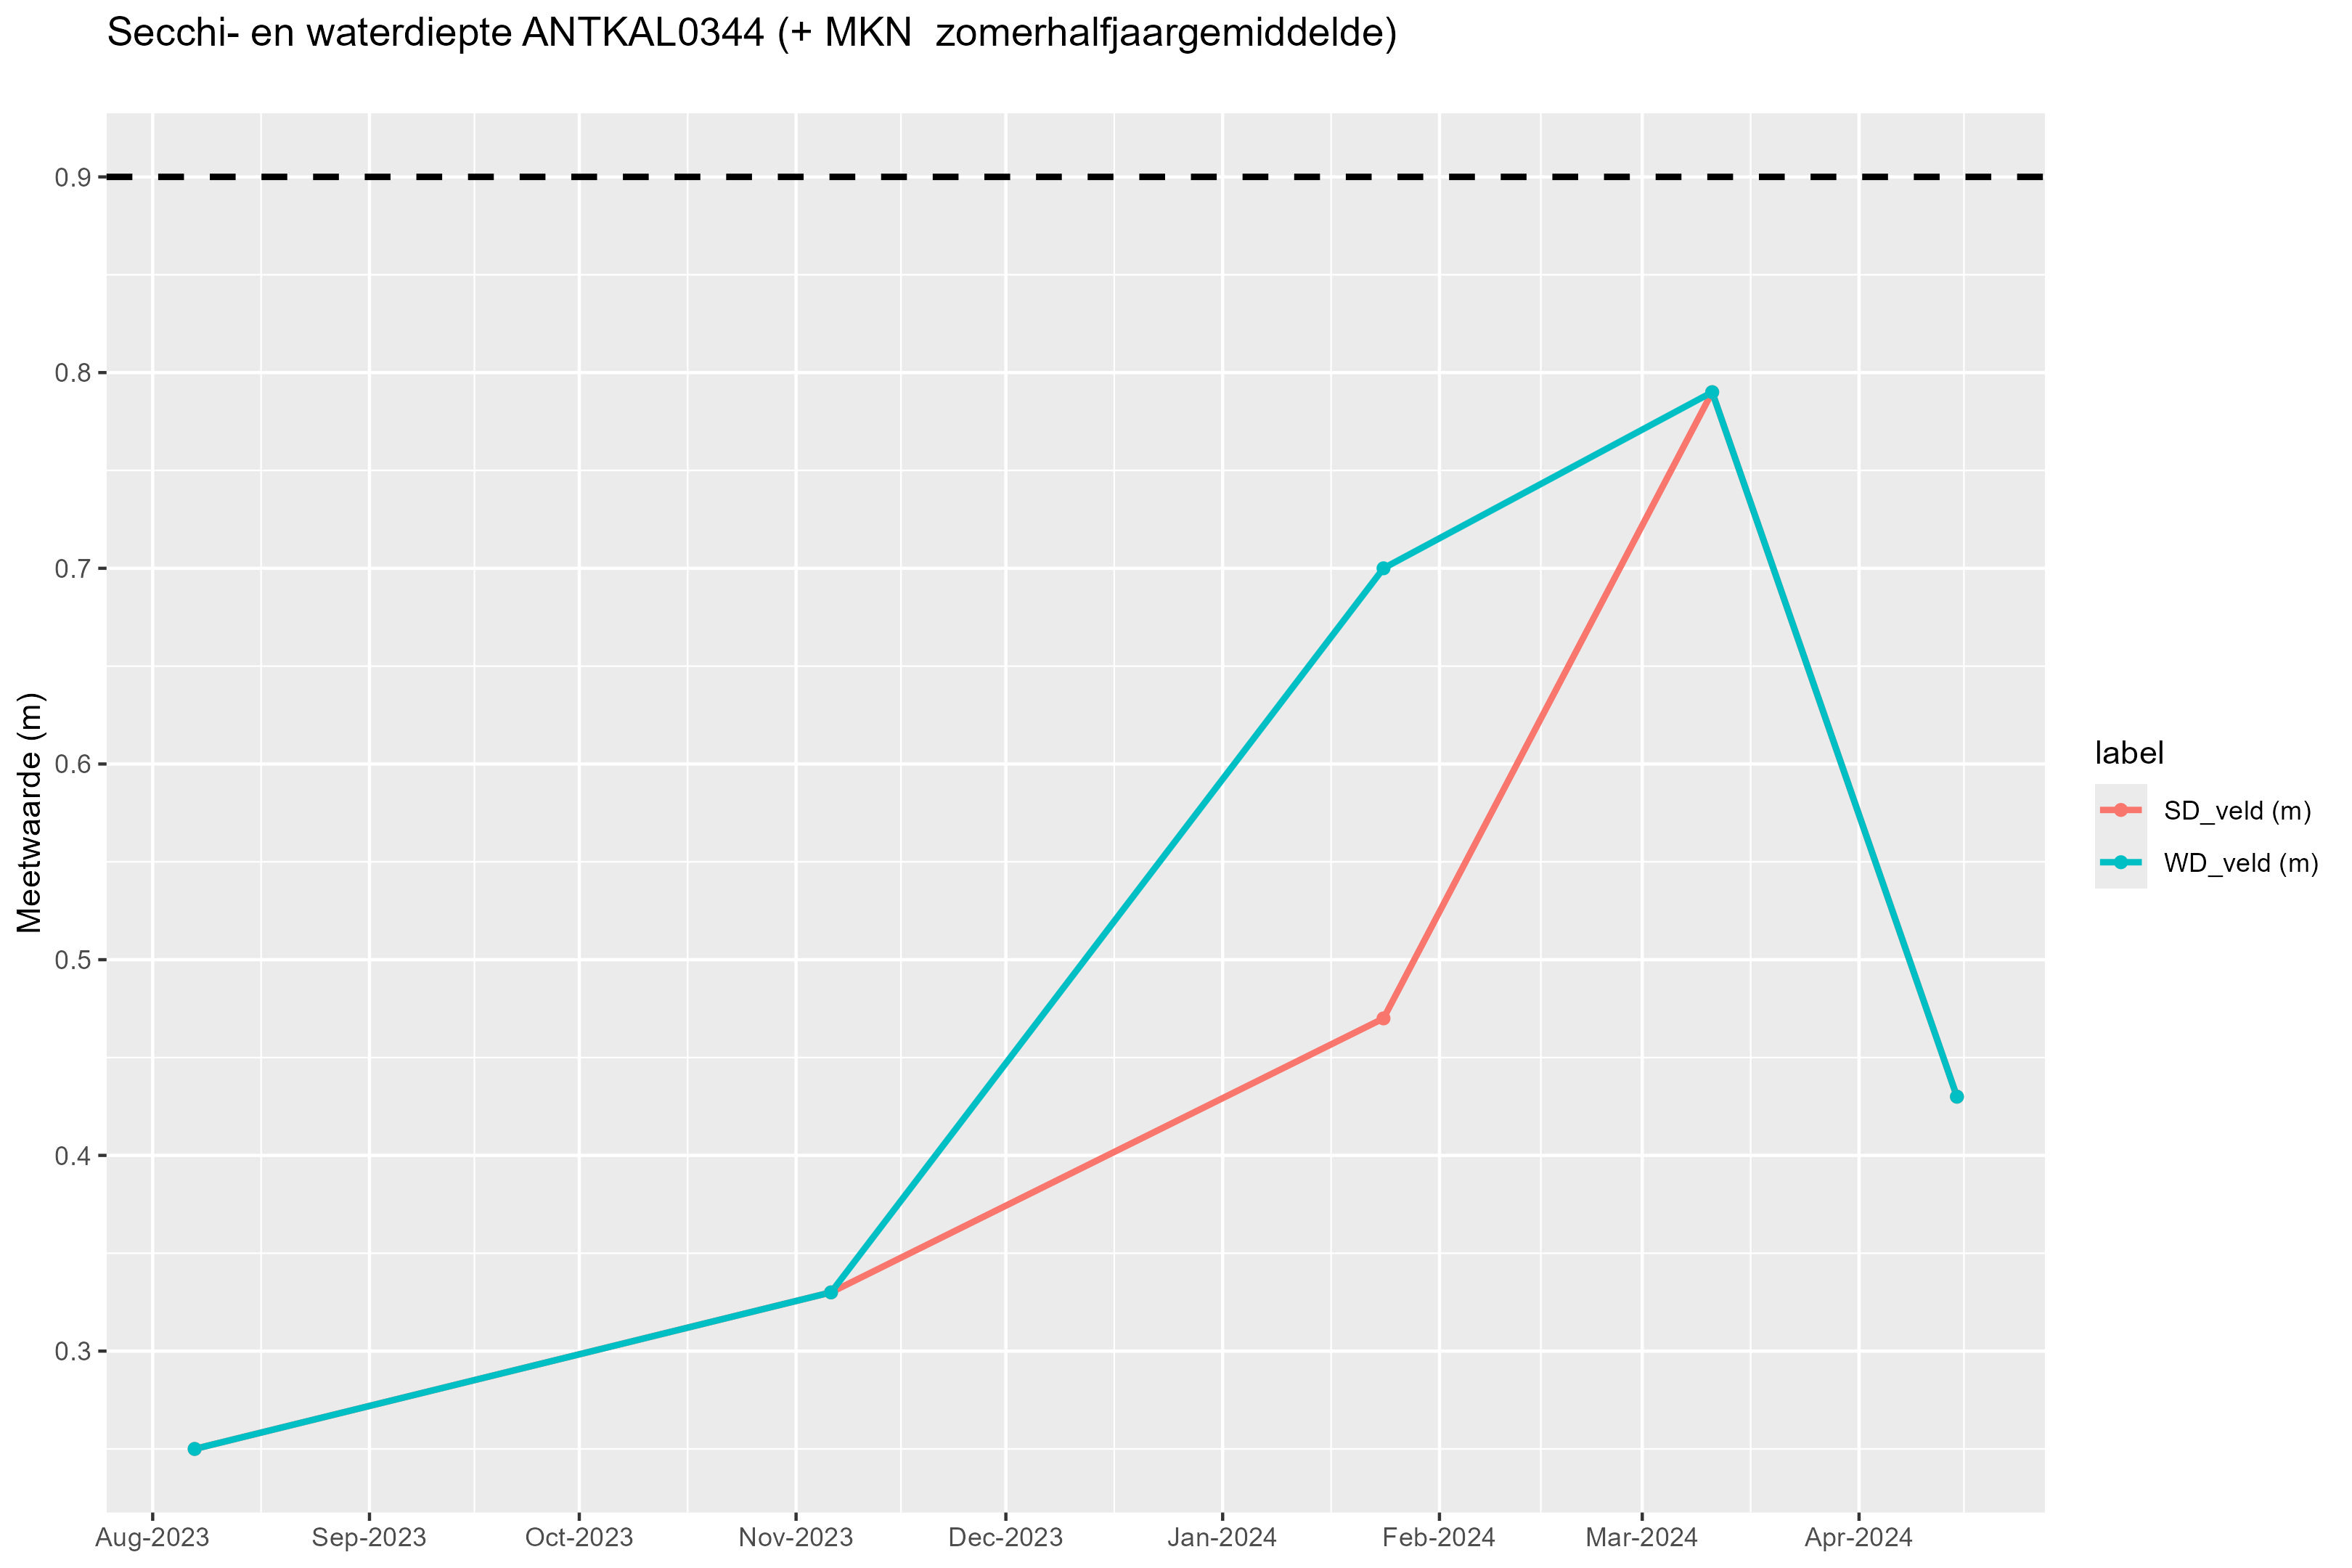 Secchi- en waterdiepte ANTKAL0344 (+ MKN  zomerhalfjaargemiddelde)
Meetwaarde (m)
0.9
0.8
0.7
0.6
0.5
0.4
0.3
Aug-2023 Sep-2023 Oct-2023 Nov-2023 Dec-2023 Jan-2024 Feb-2024 Mar-2024 Apr-2024
label
SD_veld (m)
WD_veld (m)